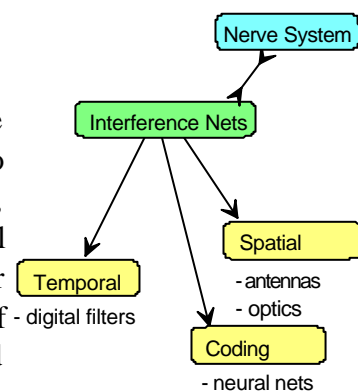 Nerve System
Interference Nets
Spatial
- antennas
- optics
Temporal
- digital filters
Coding
- neural nets